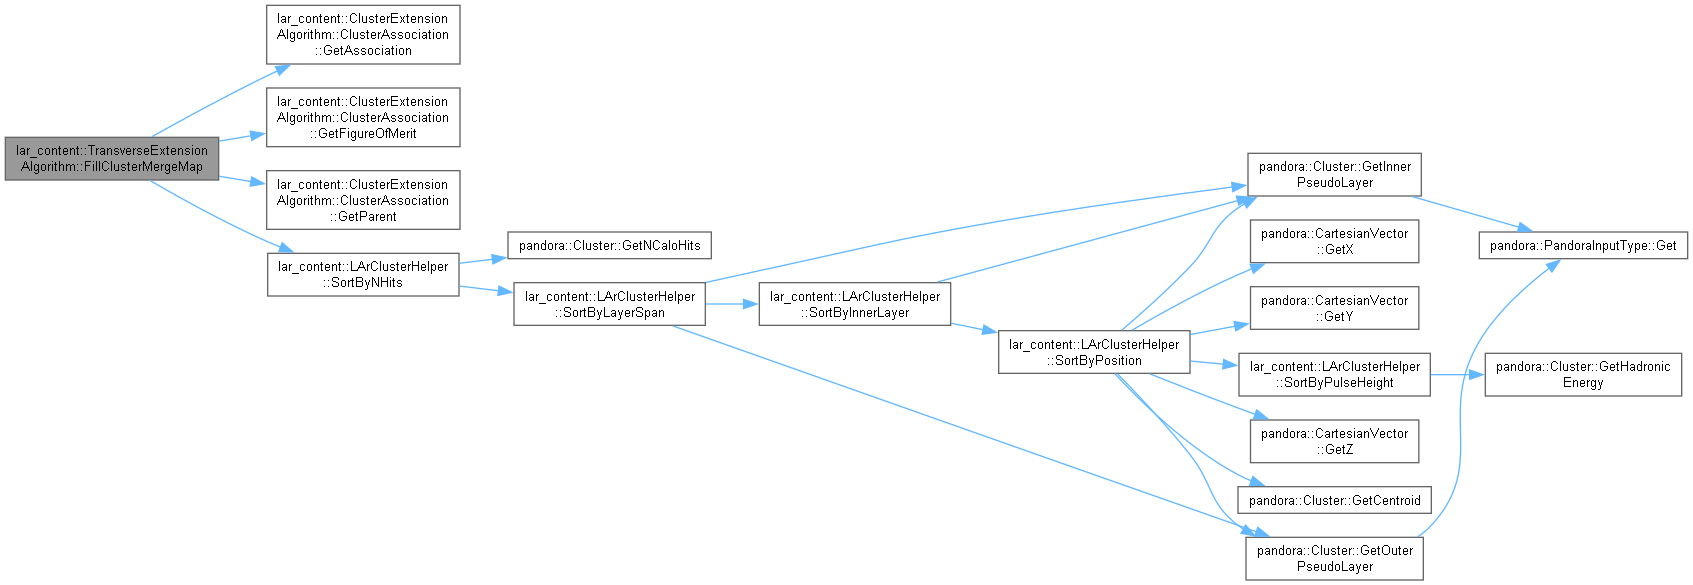 lar_content::ClusterExtension
Algorithm::ClusterAssociation
::GetAssociation
lar_content::ClusterExtension
Algorithm::ClusterAssociation
::GetFigureOfMerit
lar_content::TransverseExtension
Algorithm::FillClusterMergeMap
lar_content::ClusterExtension
Algorithm::ClusterAssociation
::GetParent
lar_content::LArClusterHelper
::SortByNHits
pandora::Cluster::GetNCaloHits
lar_content::LArClusterHelper
::SortByLayerSpan
lar_content::LArClusterHelper
::SortByInnerLayer
lar_content::LArClusterHelper
::SortByPosition
pandora::Cluster::GetInner
PseudoLayer
pandora::CartesianVector
::GetX
pandora::CartesianVector
::GetY
lar_content::LArClusterHelper
::SortByPulseHeight
pandora::CartesianVector
::GetZ
pandora::Cluster::GetCentroid
pandora::Cluster::GetOuter
PseudoLayer
pandora::PandoraInputType::Get
pandora::Cluster::GetHadronic
Energy